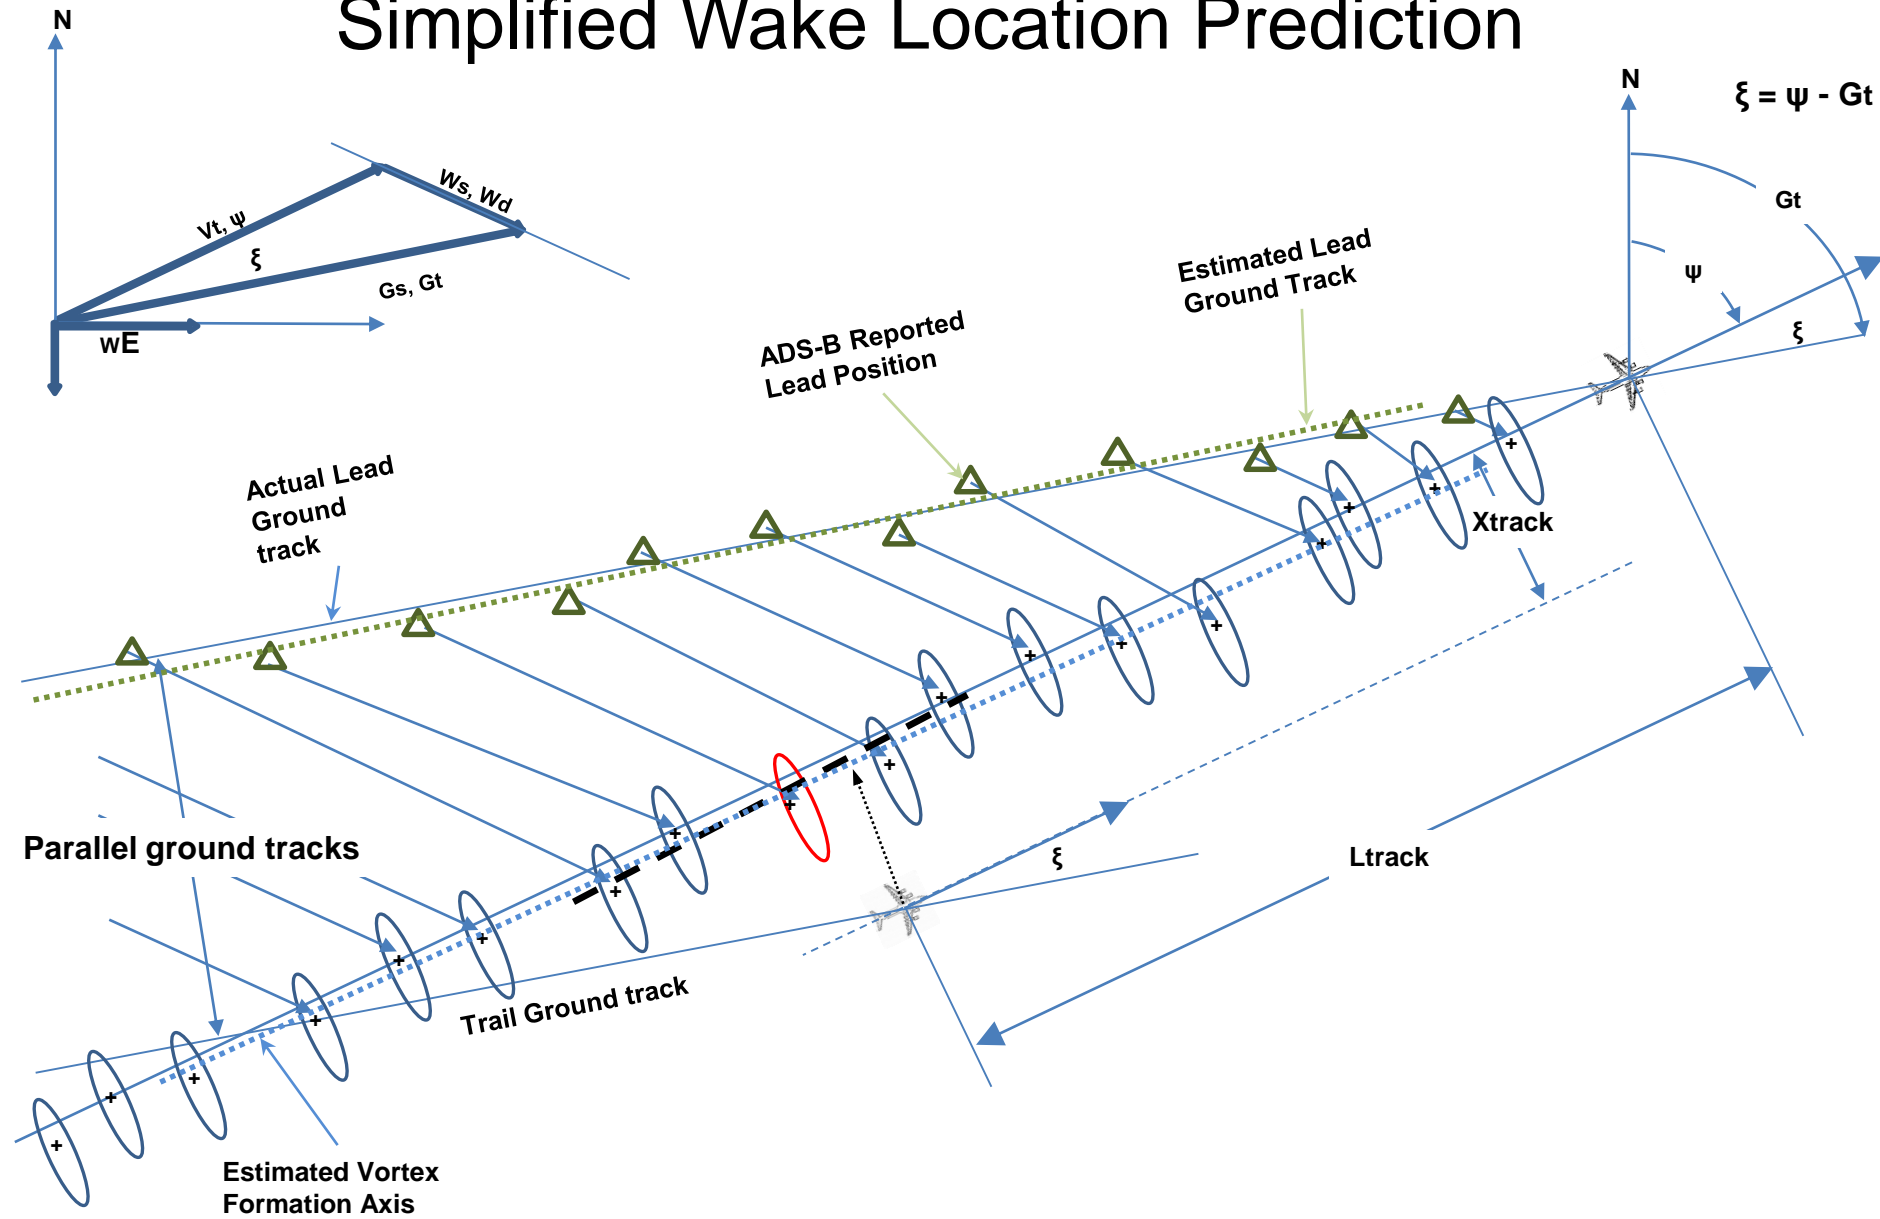 Simplified Wake Location Prediction
N
N
ξ = ψ - Gt
Ws, Wd
Vt, ψ
ξ
Gs, Gt
wE
Gt
ψ
ξ
Estimated Lead
Ground Track
ADS-B Reported
Lead Position
Actual Lead
Ground
track
Xtrack
Parallel ground tracks
ξ
Ltrack
Trail Ground track
Estimated Vortex
Formation Axis